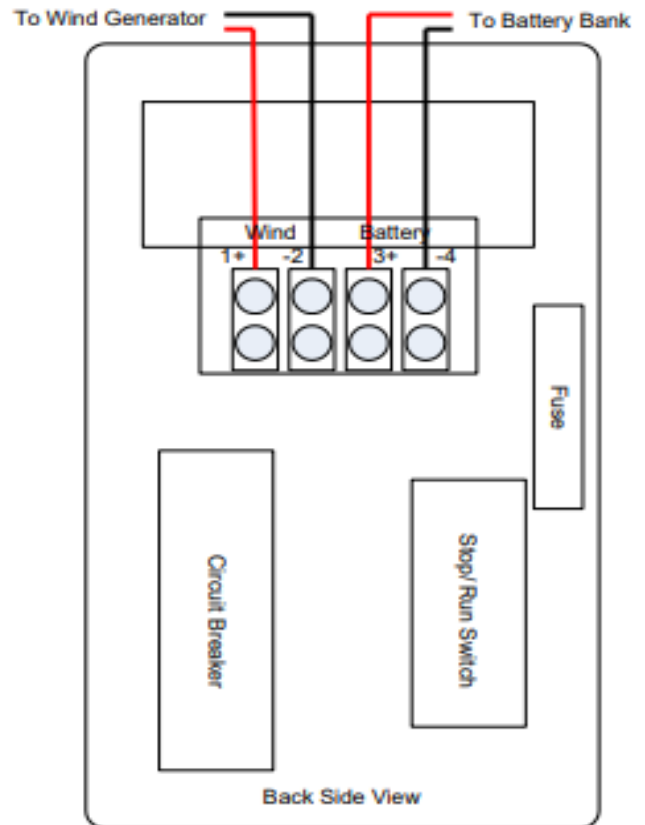 To Wind Generator
To Battery Bank
Wind
Battery
1+
-2
3+
-4
Fuse
Circuit Breaker
Stop/ Run Switch
Back Side View